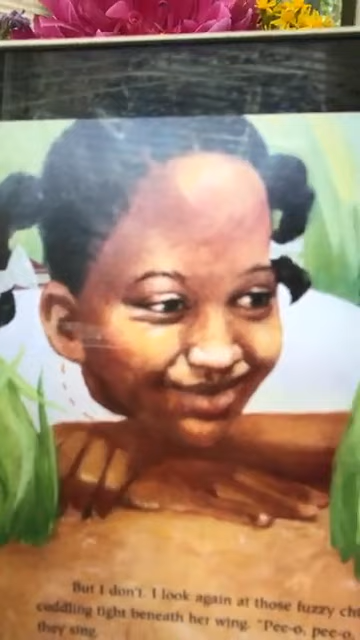 But I don't. I look again at those fuzzy
cuddling tight beneath her wing. "Pee-o, pee-o
they sing.